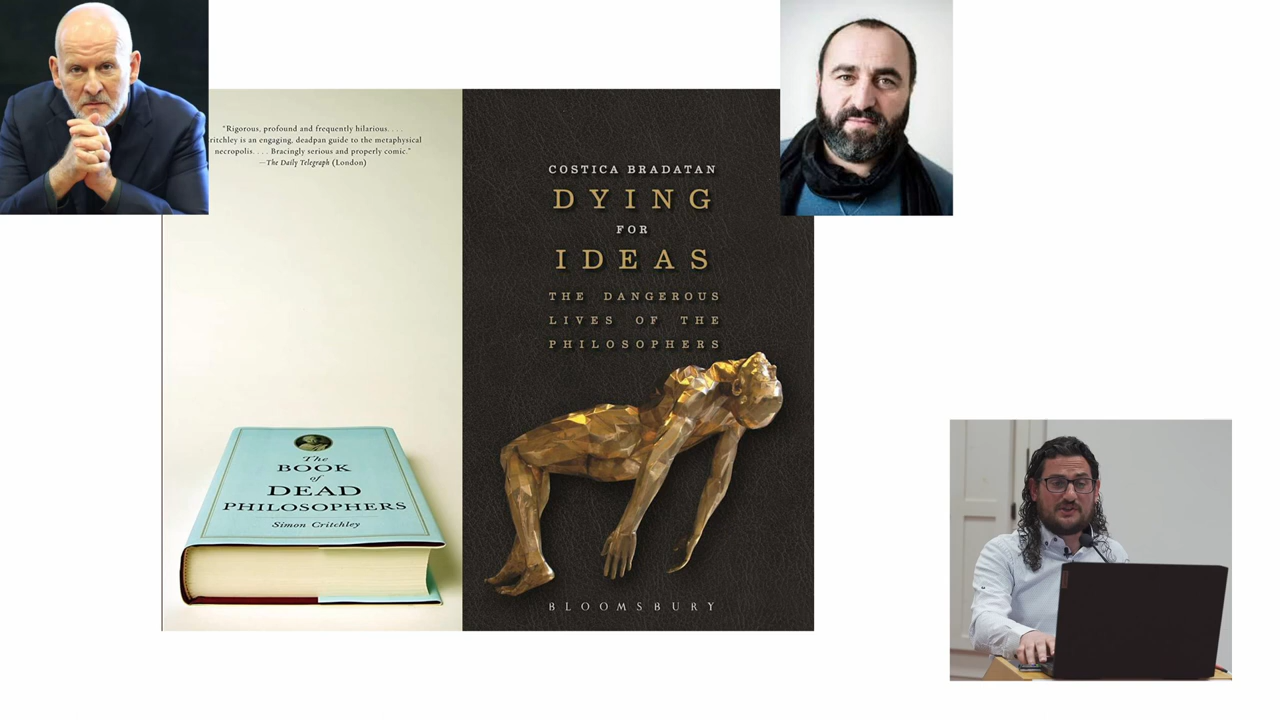 "Rigorous, profound and frequently hilarious. . . .
ritchley is an engaging, deadpan guide to the metaphysical
necropolis. . . . Bracingly serious and properly comic."
—The Daily Telegraph (London)
The
BOOK
of
DEAD
PHILOSOPHERS
Simon Critchley
COSTICA BRADATAN
DYING
FOR
IDEAS
THE DANGEROUS
LIVES OF THE
PHILOSOPHERS
BLOOMSBURY